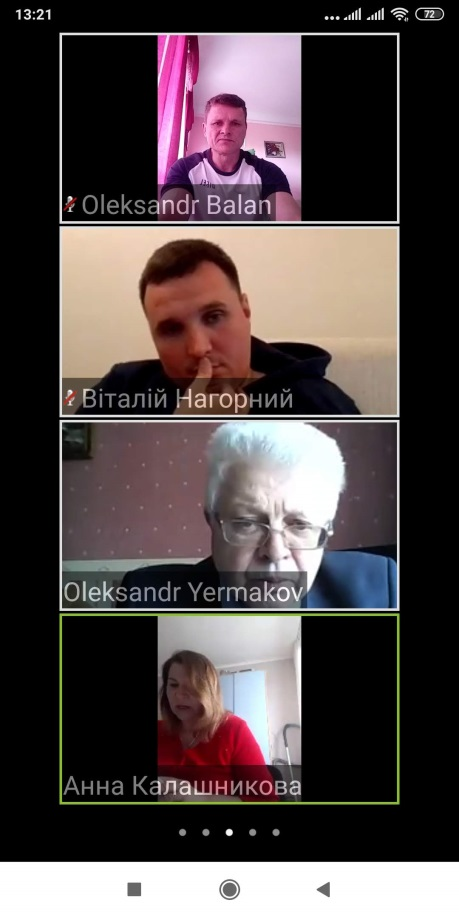 13:21
72
Oleksandr Balan
Віталій Нагорний
Oleksandr Yermakov
Анна Калашникова